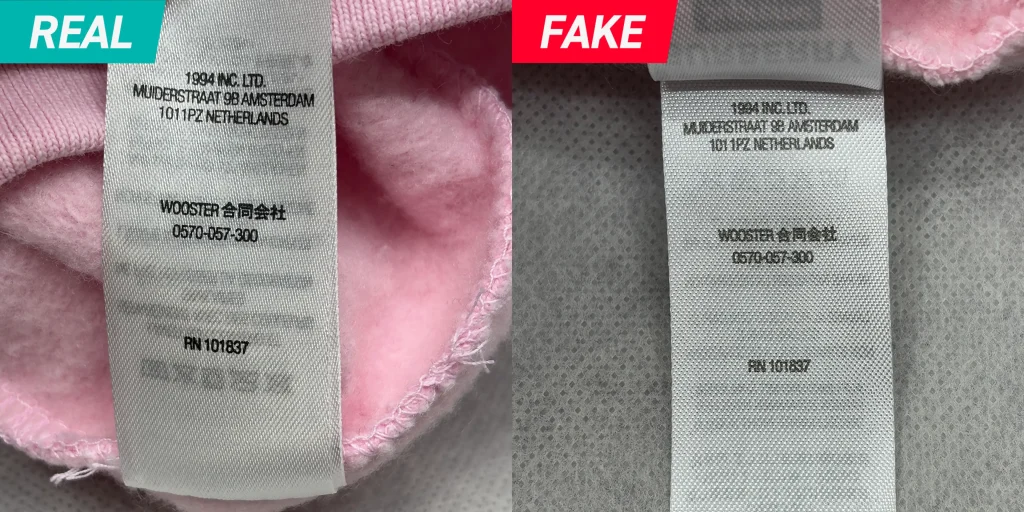 REAL
1994 INC. LTD.
MUIDERSTRAAT 9B AMSTERDAM
1011PZ NETHERLANDS
WOOSTER 合同会社
0570-057-300
RN 101837
FAKE
1994 INC. LTD.
MUIDERSTRAAT 9B AMSTERDAM
1011PZ NETHERLANDS
WOOSTER 合同会社
0570-057-300
RN 101837